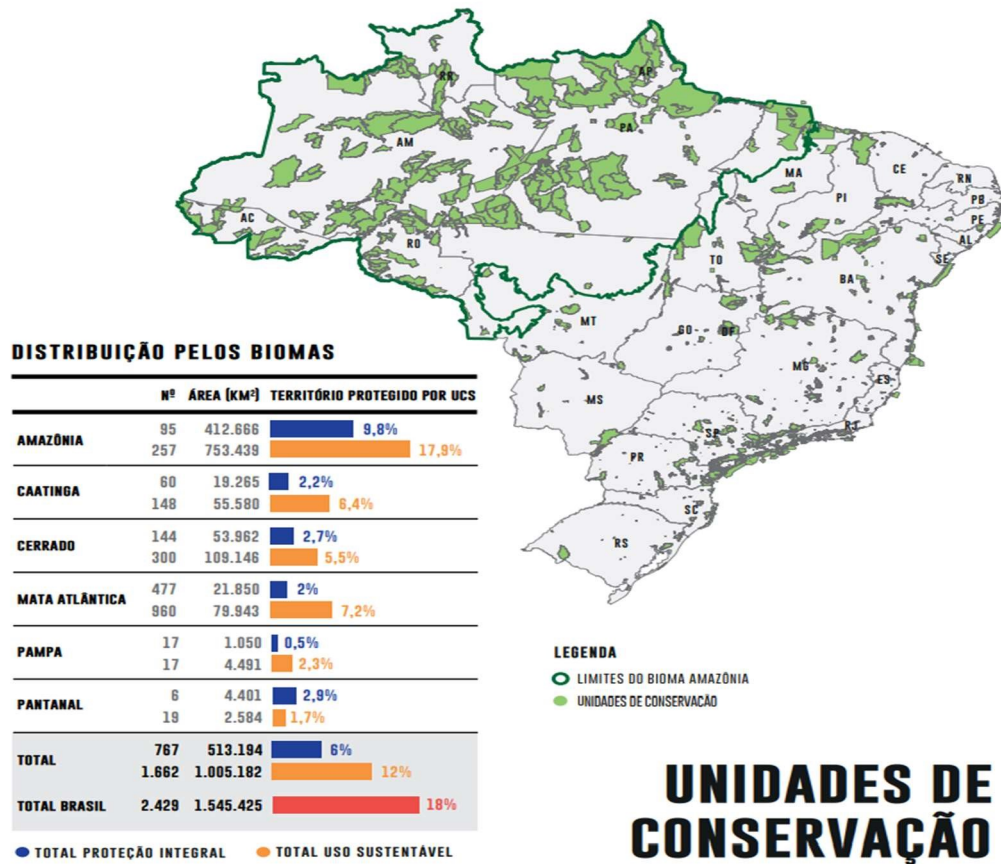 RR
AP
AM
PA
MA
CE
RN
PB
PI
PE
AC
AL
RO
SE
TO
BA
MT
GO
DF
MG
ES
MS
SP
RJ
PR
SC
RS
DISTRIBUIÇÃO PELOS BIOMAS
Nº ÁREA (KM²) TERRITÓRIO PROTEGIDO POR UCS
AMAZÔNIA
95 412.666 9,8%
257 753.439 17,9%
CAATINGA
60 19.265 2,2%
148 55.580 6,4%
CERRADO
144 53.962 2,7%
300 109.146 5,5%
MATA ATLÂNTICA
477 21.850 2%
960 79.943 7,2%
PAMPA
17 1.050 0,5%
17 4.491 2,3%
PANTANAL
6 4.401 2,9%
19 2.584 1,7%
TOTAL
767 513.194 6%
1.662 1.005.182 12%
TOTAL BRASIL 2.429 1.545.425 18%
TOTAL PROTEÇÃO INTEGRAL TOTAL USO SUSTENTÁVEL
LEGENDA
LIMITES DO BIOMA AMAZÔNIA
UNIDADES DE CONSERVAÇÃO
UNIDADES DE
CONSERVAÇÃO